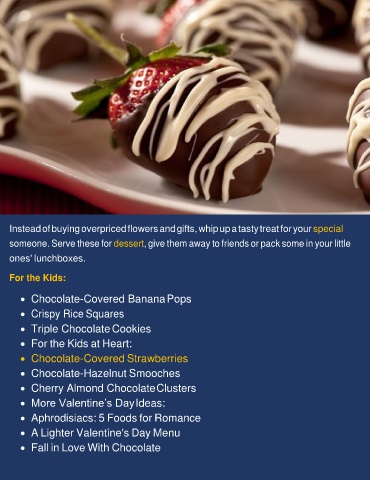 Instead of buying overpriced flowers and gifts, whip up a tasty treat for your special
someone. Serve these for dessert, give them away to friends or pack some in your little
ones' lunchboxes.
For the Kids:
• Chocolate-Covered Banana Pops
• Crispy Rice Squares
• Triple Chocolate Cookies
• For the Kids at Heart:
• Chocolate-Covered Strawberries
• Chocolate-Hazelnut Smooches
• Cherry Almond Chocolate Clusters
• More Valentine's Day Ideas:
• Aphrodisiacs: 5 Foods for Romance
• A Lighter Valentine's Day Menu
• Fall in Love With Chocolate